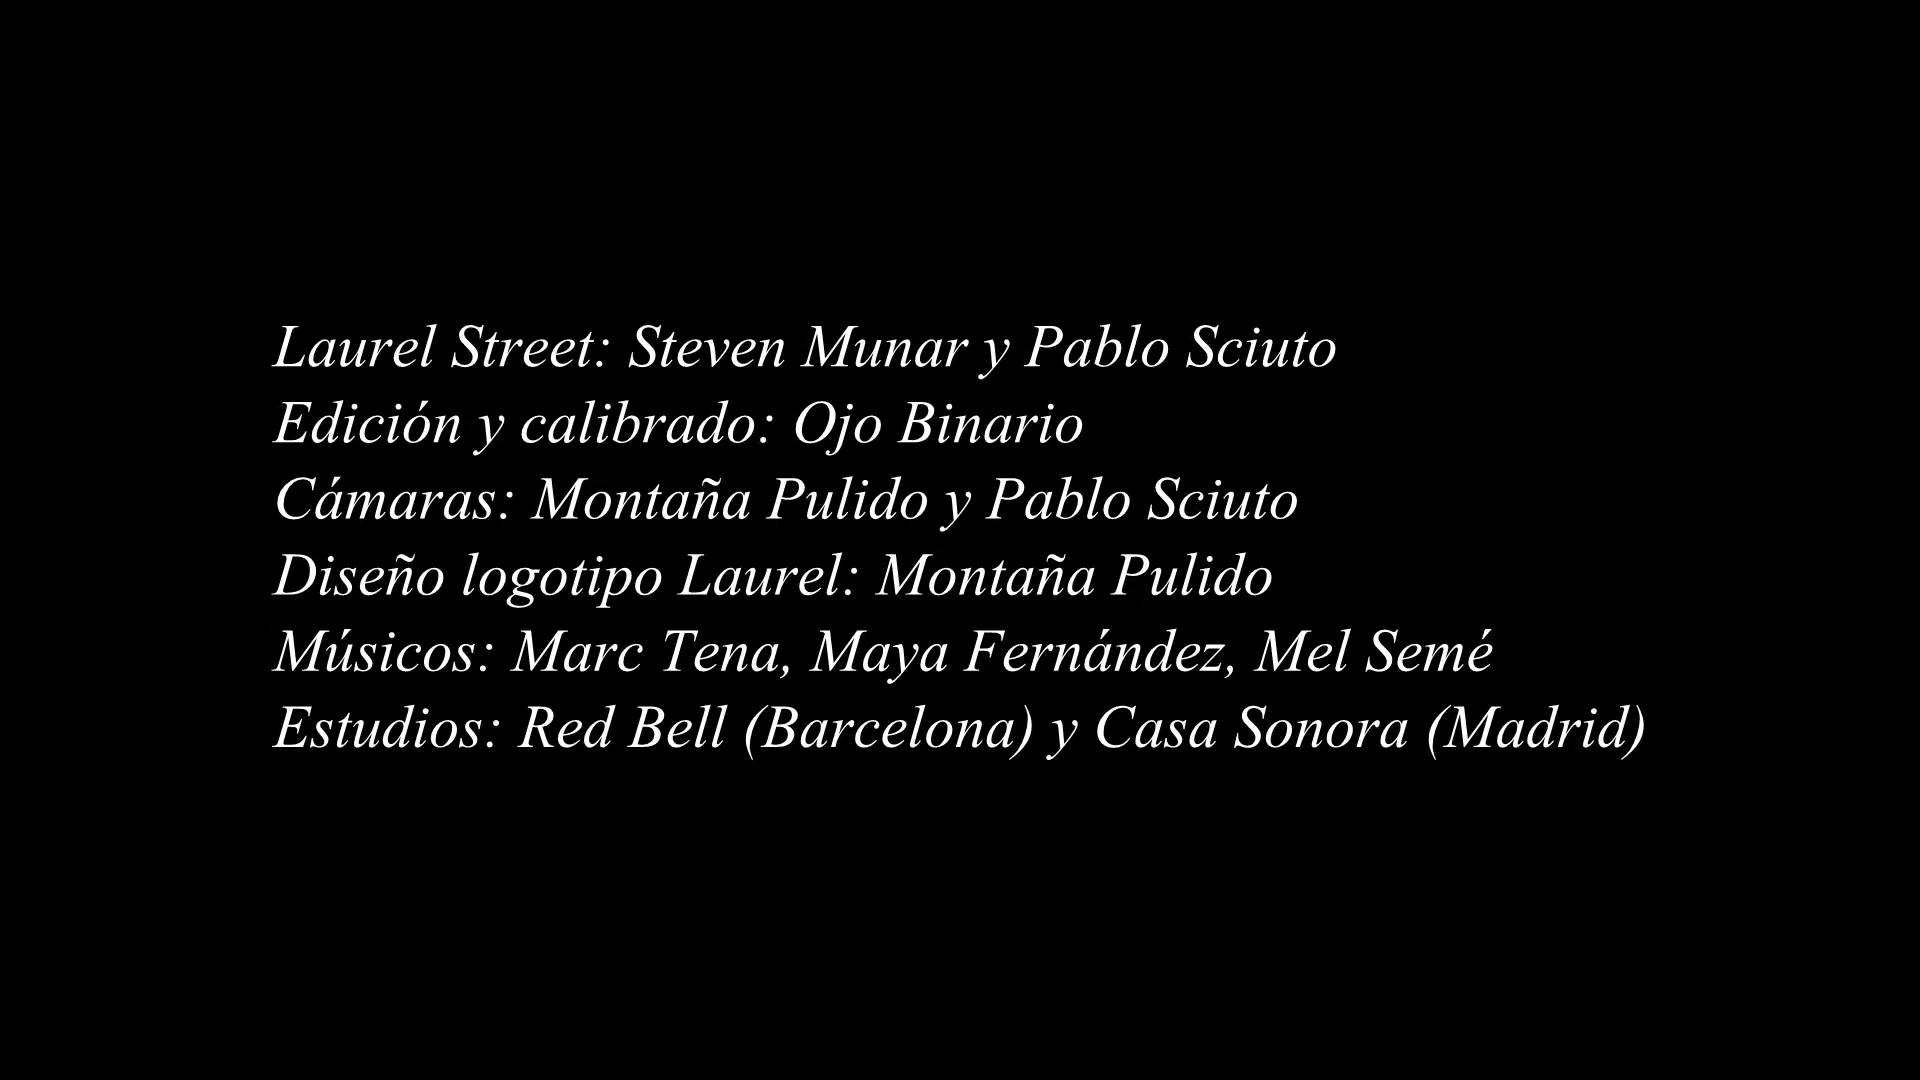 Laurel Street: Steven Munar y Pablo Sciuto
Edición y calibrado: Ojo Binario
Cámaras: Montaña Pulido y Pablo Sciuto
Diseño logotipo Laurel: Montaña Pulido
Músicos: Marc Tena, Maya Fernández, Mel Semé
Estudios: Red Bell (Barcelona) y Casa Sonora (Madrid)